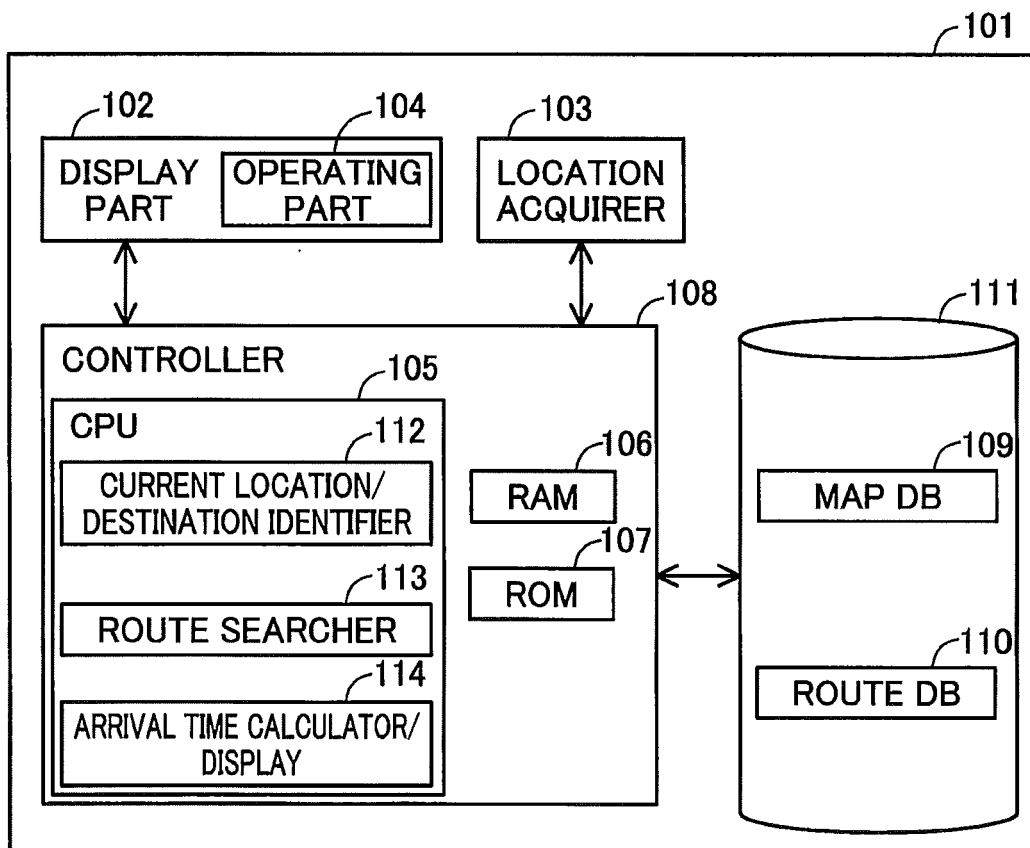 101
102
104
103
DISPLAY
PART
OPERATING
PART
LOCATION
ACQUIRER
108
111
CONTROLLER
105
CPU
112
CURRENT LOCATION/
DESTINATION IDENTIFIER
106
RAM
107
ROM
109
MAP DB
113
ROUTE SEARCHER
110
ROUTE DB
114
ARRIVAL TIME CALCULATOR/
DISPLAY